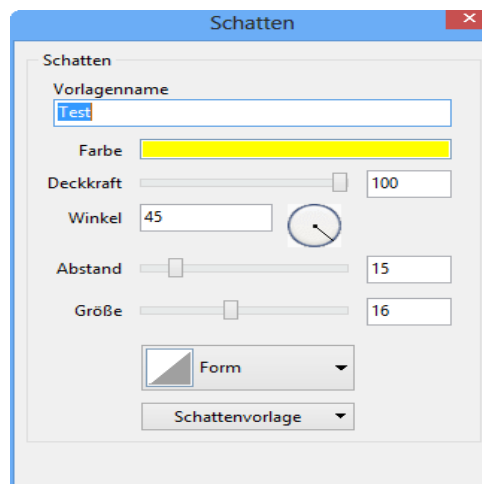 Schatten
Schatten
Vorlagenname
Test
Farbe
Deckkraft 100
Winkel 45
Abstand 15
Größe 16
Form
Schattenvorlage